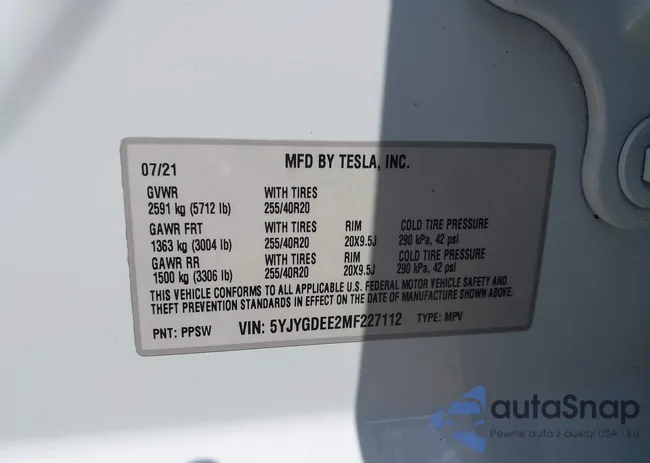 07/21 MFD BY TESLA, INC.
GVWR WITH TIRES
2591 kg (5712 lb) 255/40R20
GAWR FRT WITH TIRES RIM COLD TIRE PRESSURE
1363 kg (3004 lb) 255/40R20 20X9.5J 290 kPa, 42 psi
GAWR RR WITH TIRES RIM COLD TIRE PRESSURE
1500 kg (3306 lb) 255/40R20 20X9.5J 290 kPa, 42 psi
THIS VEHICLE CONFORMS TO ALL APPLICABLE U.S. FEDERAL MOTOR VEHICLE SAFETY AND
THEFT PREVENTION STANDARDS IN EFFECT ON THE DATE OF MANUFACTURE SHOWN ABOVE.
PNT: PPSW VIN: 5YJYGDEE2MF227112 TYPE: MPV
autaSnap
Pewne auta z aukcji USA i EU